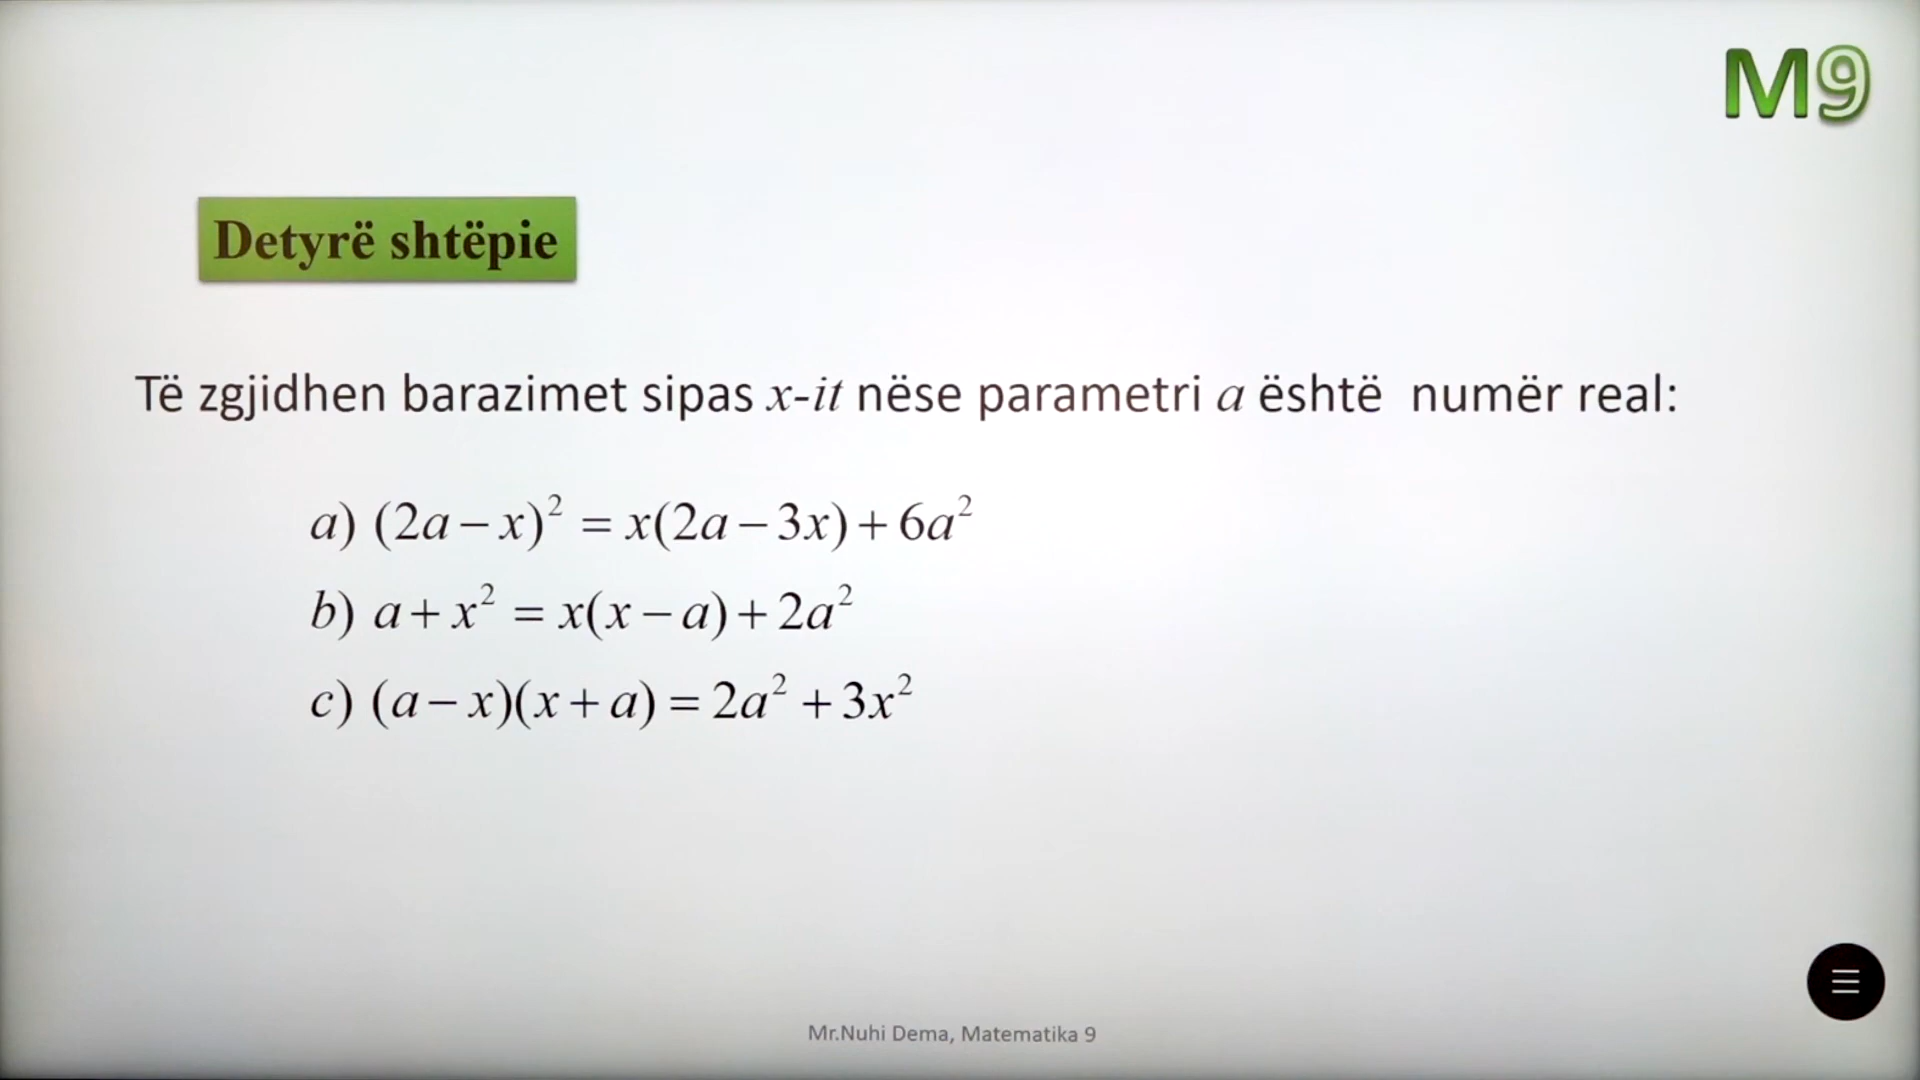 M9
Detyrë shtëpie
Të zgjidhen barazimet sipas x-it nëse parametri a është numër real:
a) (2a – x)² = x(2a – 3x) + 6a²
b) a + x² = x(x – a) + 2a²
c) (a – x)(x + a) = 2a² + 3x²
Mr.Nuhi Dema, Matematika 9